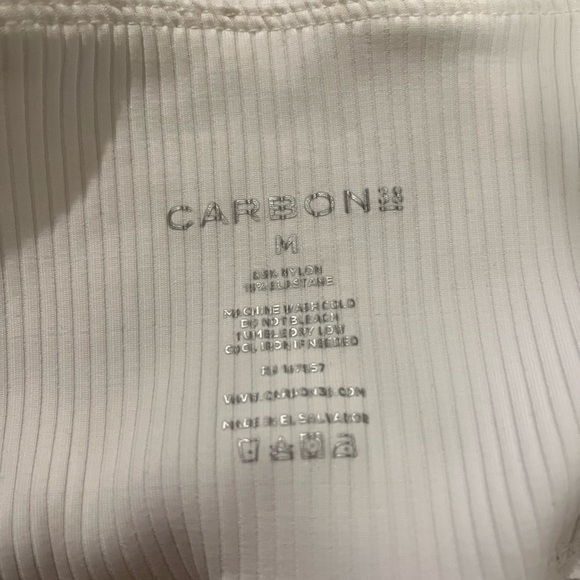 CARBON38
M
NYLON
ELASTANE
MACHINE WASH COLD
DO NOT BLEACH
TUMBLE DRY LOW
COOL IRON IF NEEDED
WWW.CARBON38.COM
MADE IN EL SALVADOR